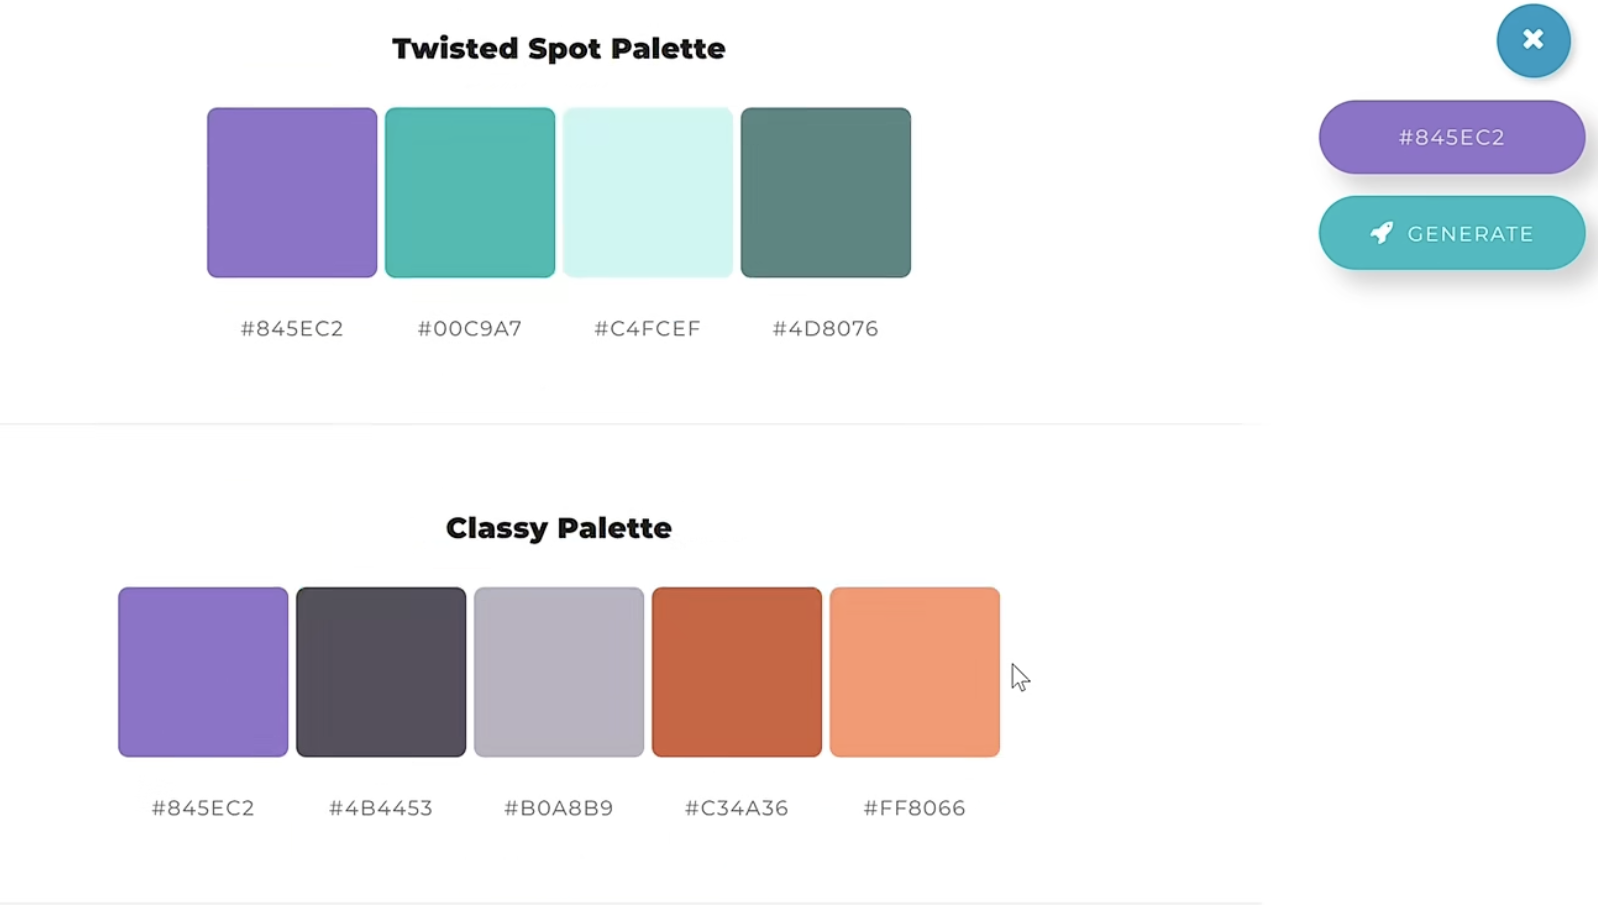 Twisted Spot Palette
#845EC2
GENERATE
#845EC2 #00C9A7 #C4FCEF #4D8076
Classy Palette
#845EC2 #4B4453 #B0A8B9 #C34A36 #FF8066